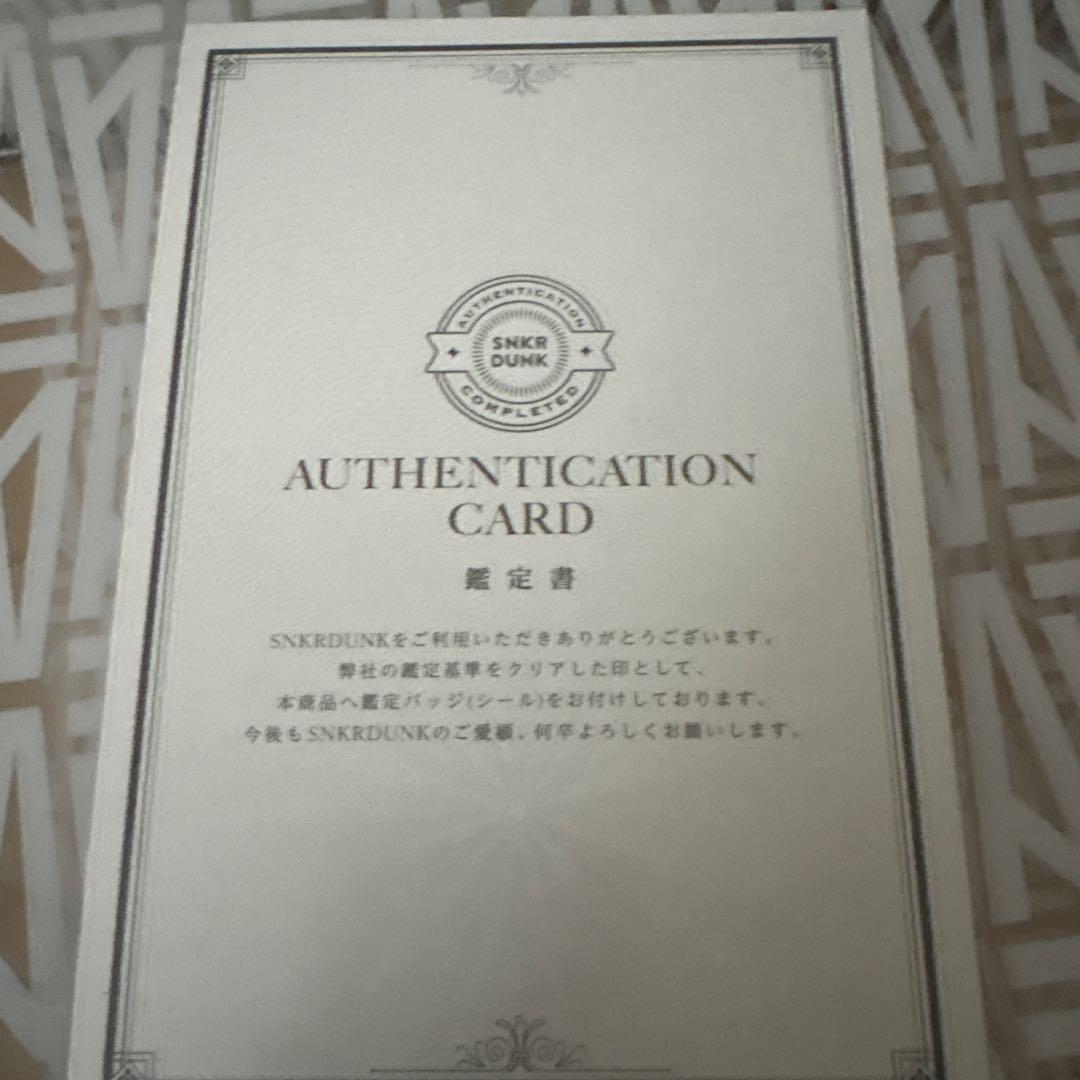 AUTHENTICATION
SNKR
DUNK
COMPLETED
AUTHENTICATION
CARD
鑑定書
SNKRDUNKをご利用いただきありがとうございます。
弊社の鑑定基準をクリアした印として、
本商品へ鑑定バッジ(シール)をお付けしております。
今後もSNKRDUNKのご愛顧、何卒よろしくお願いします。